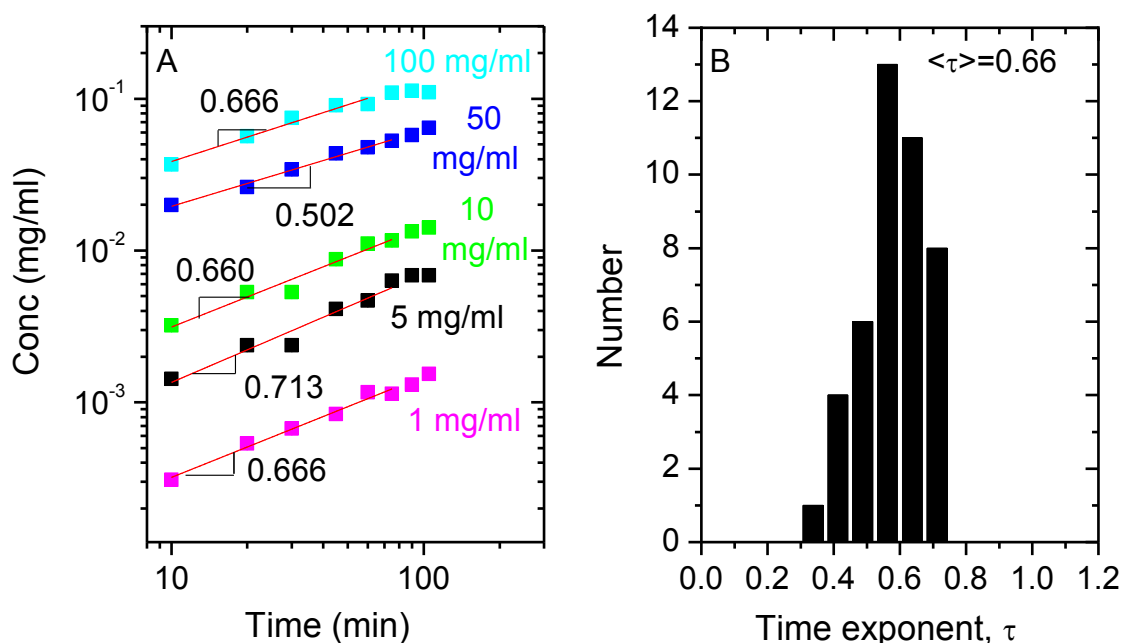 A
100 mg/ml
0.666
50
mg/ml
0.502
10
mg/ml
0.660
5 mg/ml
0.713
1 mg/ml
0.666
10⁻¹
10⁻²
10⁻³
Conc (mg/ml)
10
100
Time (min)
B
<τ>=0.66
14
12
10
8
6
4
2
0
Number
0.0 0.2 0.4 0.6 0.8 1.0 1.2
Time exponent, τ